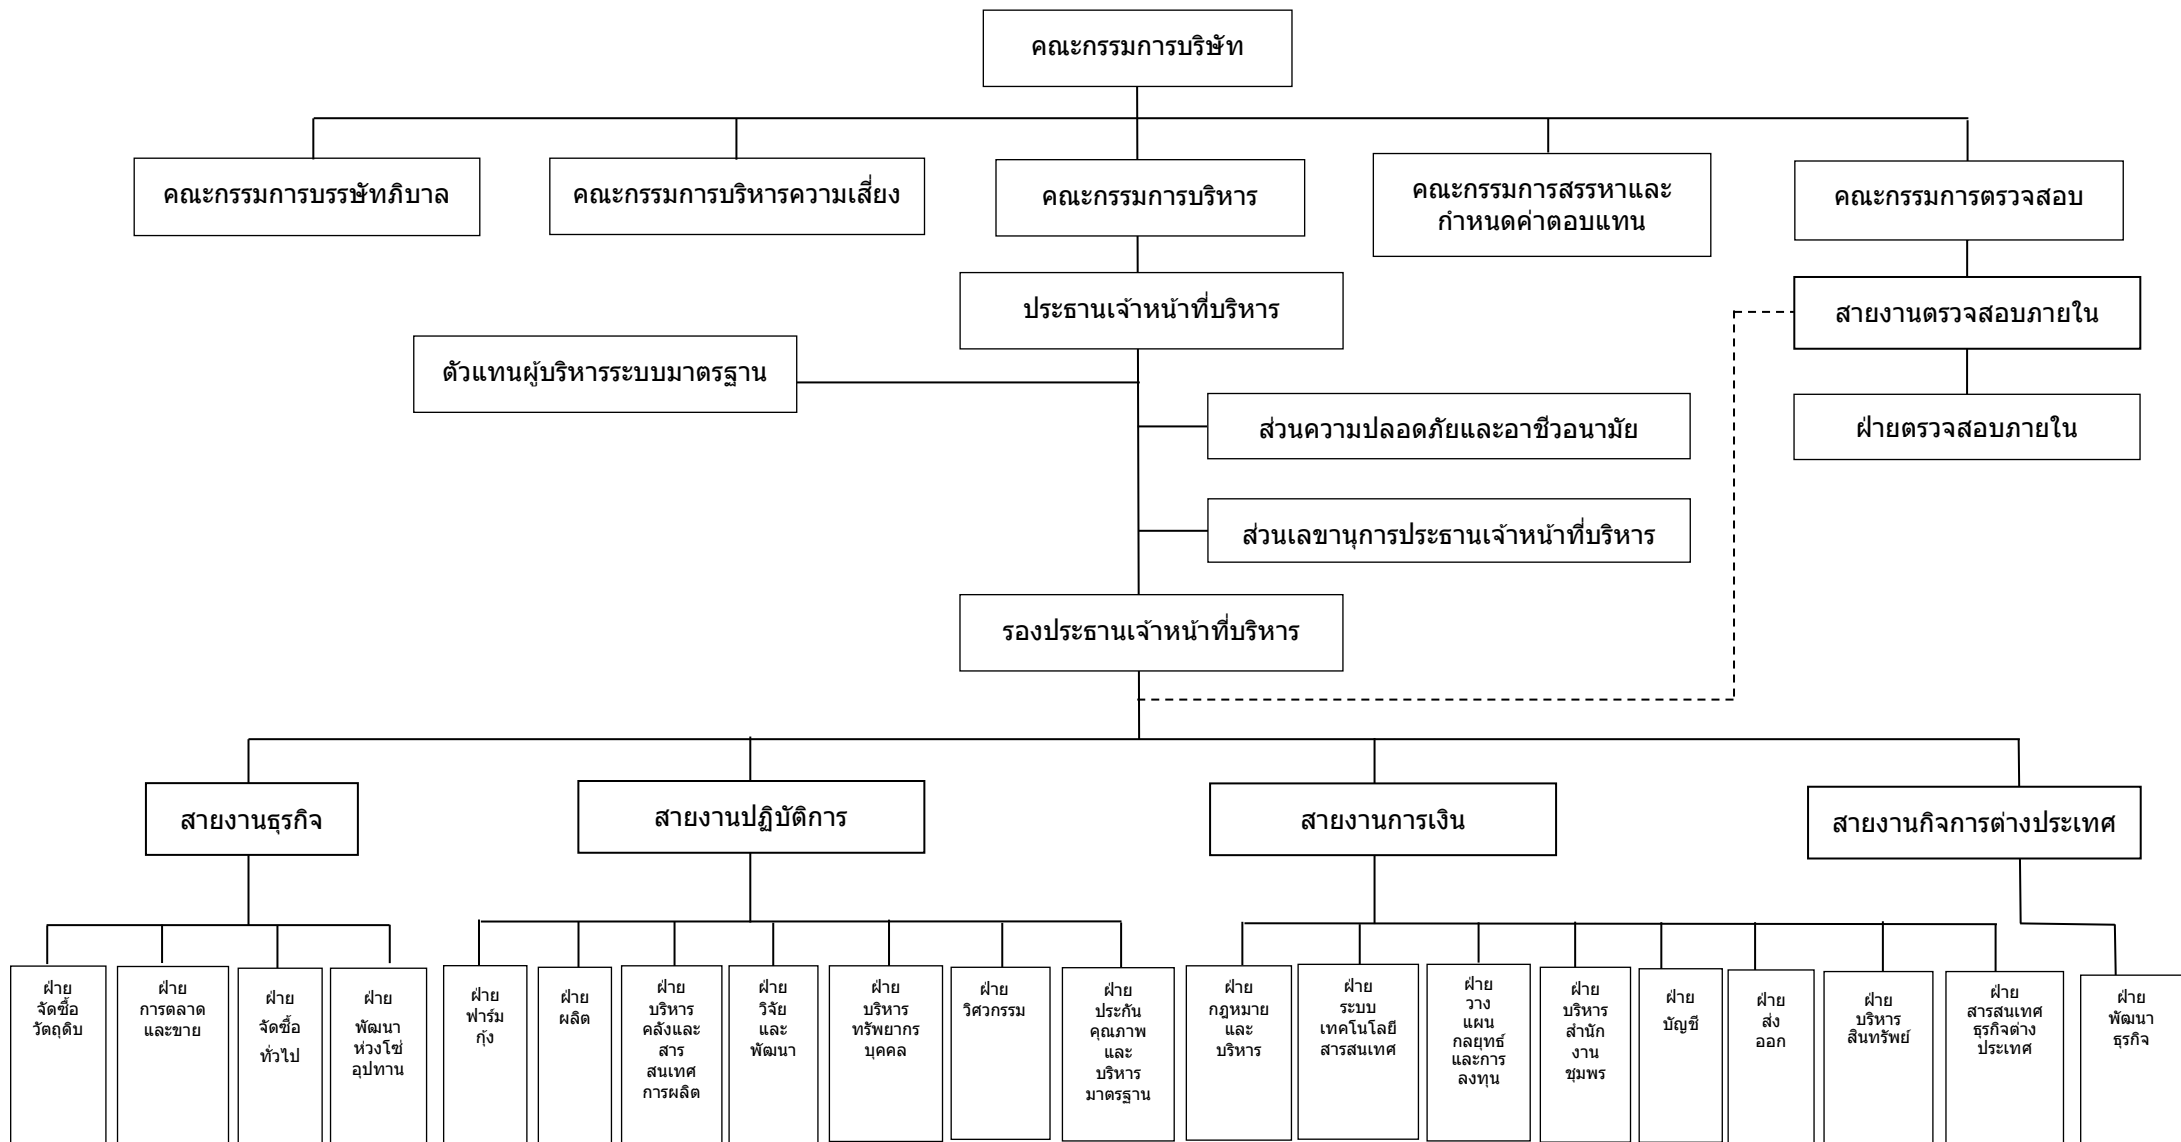 คณะกรรมการบริษัท
คณะกรรมการบรรษัทภิบาล
คณะกรรมการบริหารความเสี่ยง
คณะกรรมการบริหาร
คณะกรรมการสรรหาและ
กำหนดค่าตอบแทน
คณะกรรมการตรวจสอบ
ประธานเจ้าหน้าที่บริหาร
สายงานตรวจสอบภายใน
ตัวแทนผู้บริหารระบบมาตรฐาน
ส่วนความปลอดภัยและอาชีวอนามัย
ฝ่ายตรวจสอบภายใน
ส่วนเลขานุการประธานเจ้าหน้าที่บริหาร
รองประธานเจ้าหน้าที่บริหาร
สายงานธุรกิจ
สายงานปฏิบัติการ
สายงานการเงิน
สายงานกิจการต่างประเทศ
ฝ่าย
จัดซื้อ
วัตถุดิบ
ฝ่าย
การตลาด
และขาย
ฝ่าย
จัดซื้อ
ทั่วไป
ฝ่าย
พัฒนา
ห่วงโซ่
อุปทาน
ฝ่าย
ฟาร์ม
กุ้ง
ฝ่าย
ผลิต
ฝ่าย
บริหาร
คลังและ
สาร
สนเทศ
การผลิต
ฝ่าย
วิจัย
และ
พัฒนา
ฝ่าย
บริหาร
ทรัพยากร
บุคคล
ฝ่าย
วิศวกรรม
ฝ่าย
ประกัน
คุณภาพ
และ
บริหาร
มาตรฐาน
ฝ่าย
กฎหมาย
และ
บริหาร
ฝ่าย
ระบบ
เทคโนโลยี
สารสนเทศ
ฝ่าย
วาง
แผน
กลยุทธ์
และการ
ลงทุน
ฝ่าย
บริหาร
สำนัก
งาน
ชุมพร
ฝ่าย
บัญชี
ฝ่าย
ส่ง
ออก
ฝ่าย
บริหาร
สินทรัพย์
ฝ่าย
สารสนเทศ
ธุรกิจต่าง
ประเทศ
ฝ่าย
พัฒนา
ธุรกิจ